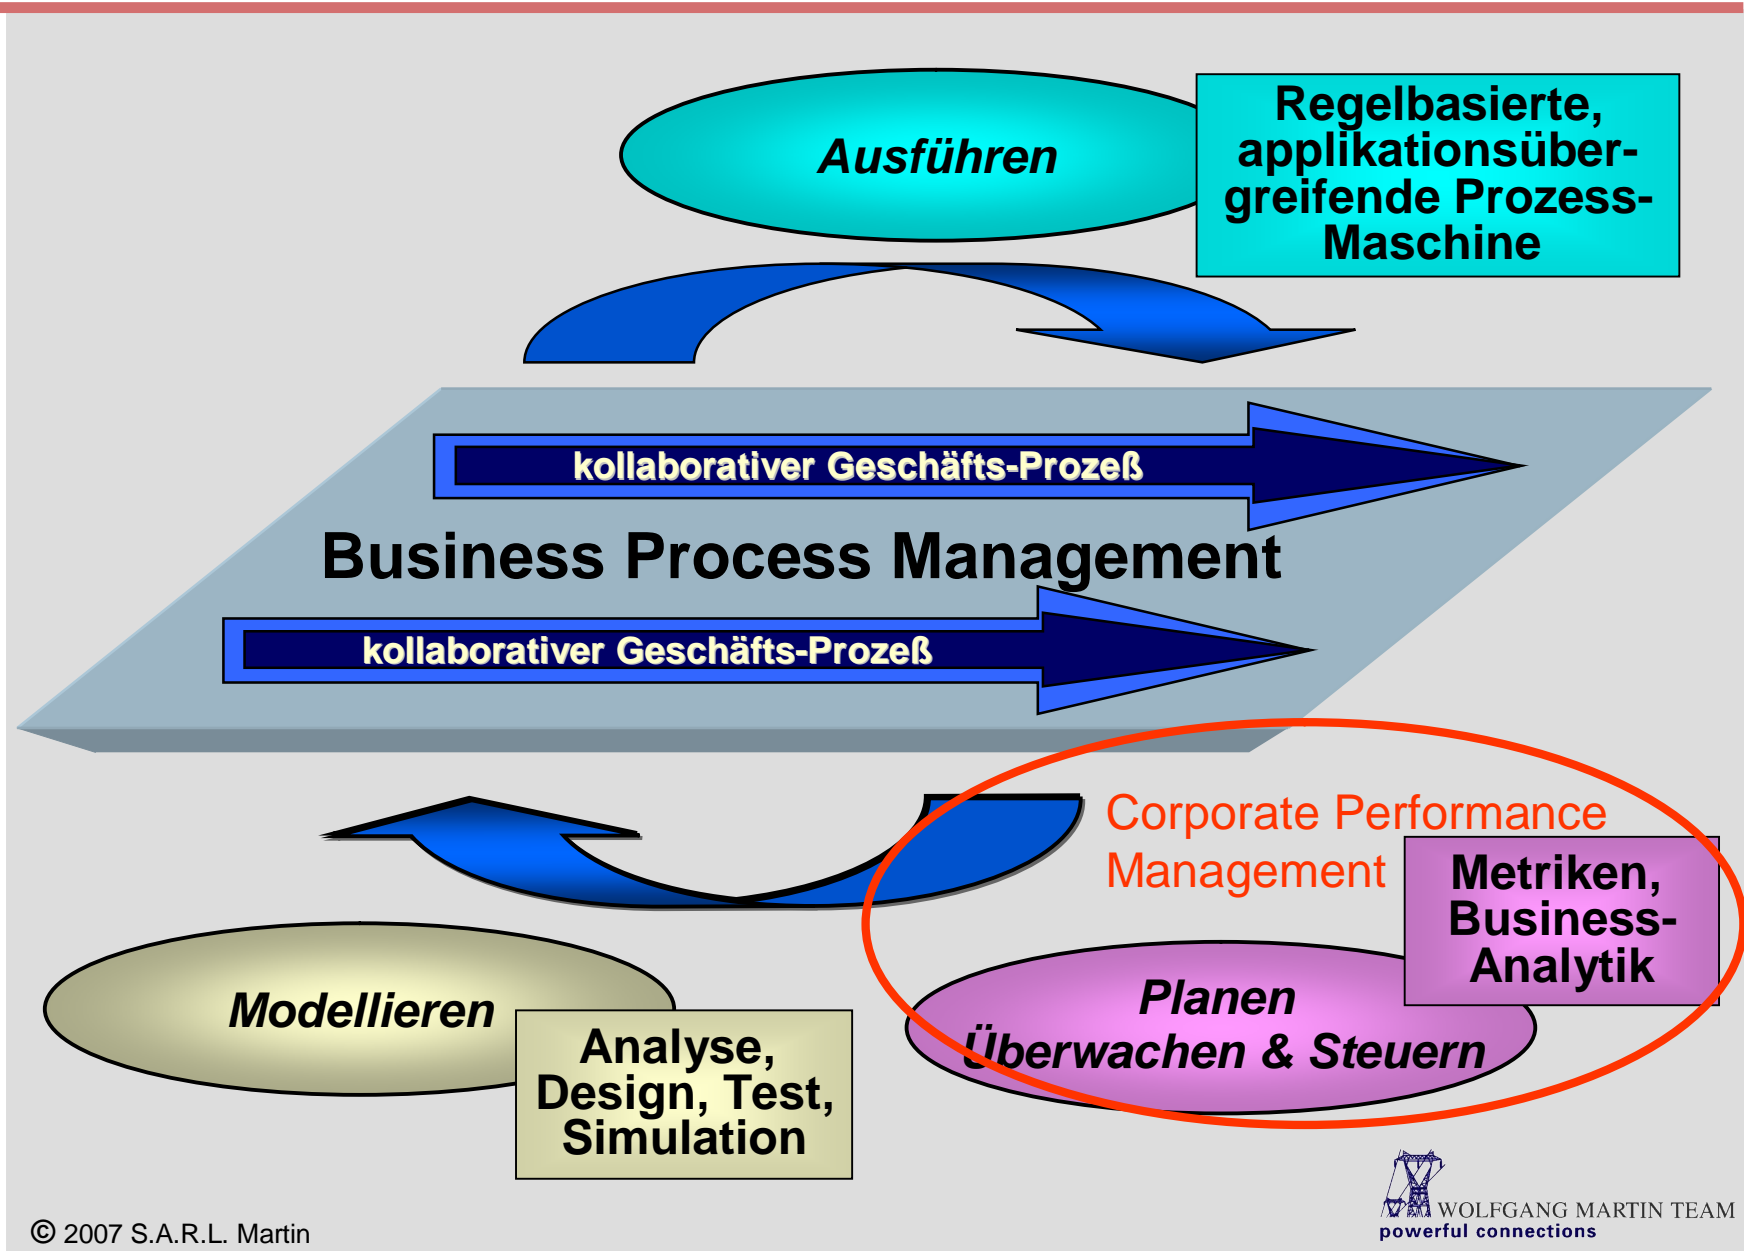 Ausführen
Regelbasierte,
applikationsüber-
greifende Prozess-
Maschine
kollaborativer Geschäfts-Prozeß
Business Process Management
kollaborativer Geschäfts-Prozeß
Corporate Performance
Management
Metriken,
Business-
Analytik
Modellieren
Analyse,
Design, Test,
Simulation
Planen
Überwachen & Steuern
© 2007 S.A.R.L. Martin
WOLFGANG MARTIN TEAM
powerful connections